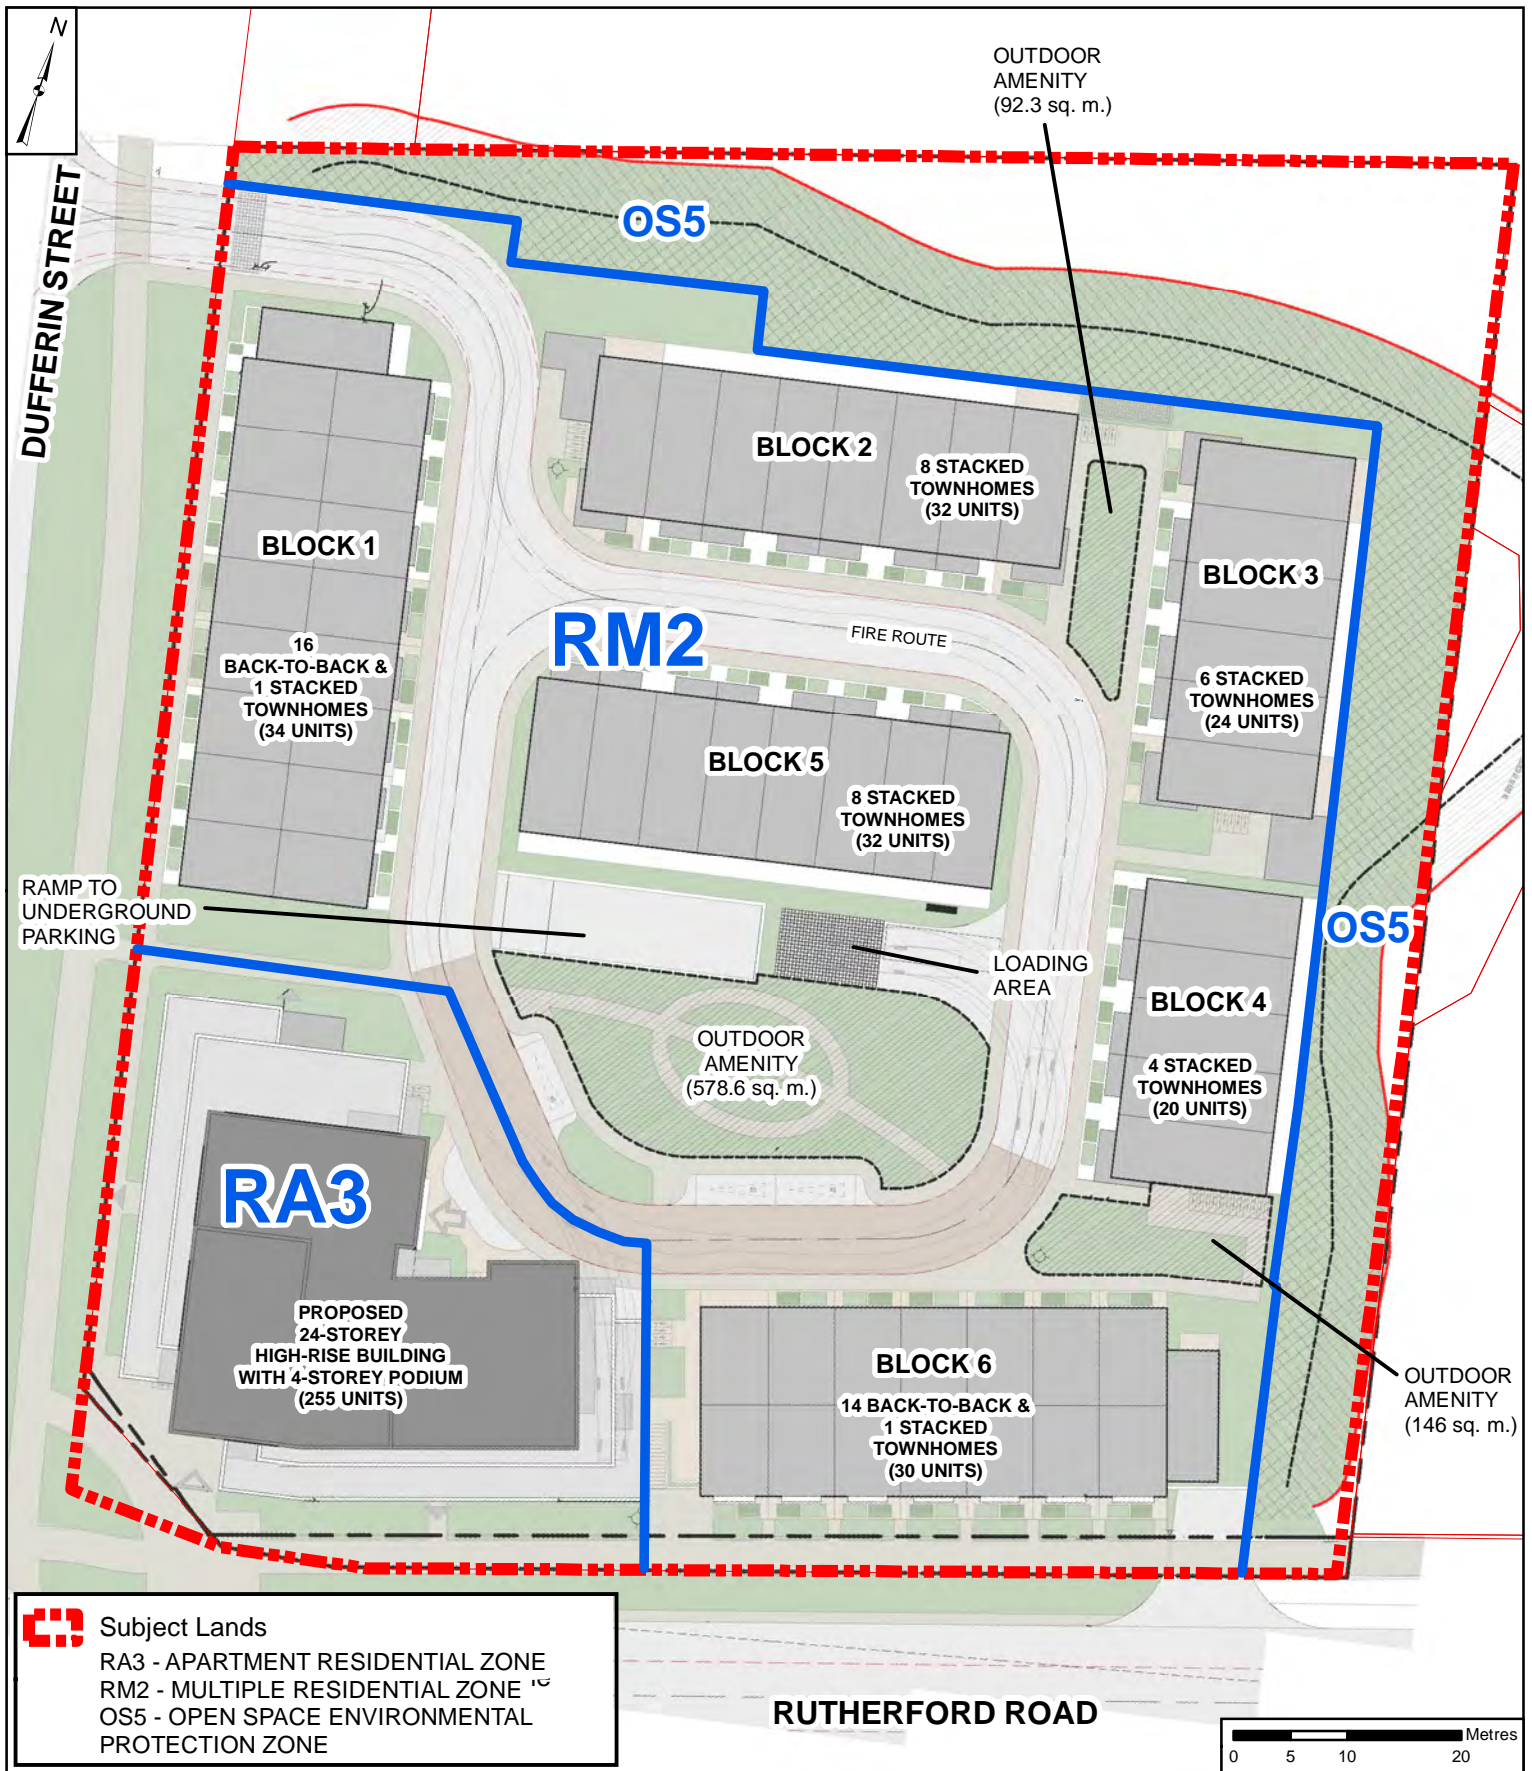 N
OUTDOOR
AMENITY
(92.3 sq. m.)
DUFFERIN STREET
OS5
BLOCK 2
8 STACKED
TOWNHOMES
(32 UNITS)
BLOCK 1
16
BACK-TO-BACK &
1 STACKED
TOWNHOMES
(34 UNITS)
BLOCK 3
6 STACKED
TOWNHOMES
(24 UNITS)
RM2
FIRE ROUTE
BLOCK 5
8 STACKED
TOWNHOMES
(32 UNITS)
RAMP TO
UNDERGROUND
PARKING
OS5
LOADING
AREA
BLOCK 4
4 STACKED
TOWNHOMES
(20 UNITS)
OUTDOOR
AMENITY
(578.6 sq. m.)
RA3
PROPOSED
24-STOREY
HIGH-RISE BUILDING
WITH 4-STOREY PODIUM
(255 UNITS)
BLOCK 6
14 BACK-TO-BACK &
1 STACKED
TOWNHOMES
(30 UNITS)
OUTDOOR
AMENITY
(146 sq. m.)
Subject Lands
RA3 - APARTMENT RESIDENTIAL ZONE
RM2 - MULTIPLE RESIDENTIAL ZONE
OS5 - OPEN SPACE ENVIRONMENTAL
PROTECTION ZONE
RUTHERFORD ROAD
Metres
0 5 10 20